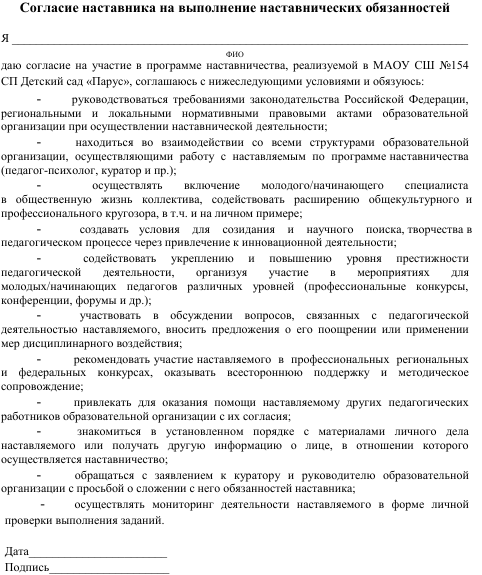 Согласие наставника на выполнение наставнических обязанностей
Я ____________________________________________________________________
ФИО
даю согласие на участие в программе наставничества, реализуемой в МАОУ СШ №154
СП Детский сад «Парус», соглашаюсь с нижеследующими условиями и обязуюсь:
- руководствоваться требованиями законодательства Российской Федерации,
региональными и локальными нормативными правовыми актами образовательной
организации при осуществлении наставнической деятельности;
- находиться во взаимодействии со всеми структурами образовательной
организации, осуществляющими работу с наставляемым по программе наставничества
(педагог-психолог, куратор и пр.);
- осуществлять включение молодого/начинающего специалиста
в общественную жизнь коллектива, содействовать расширению общекультурного и
профессионального кругозора, в т.ч. и на личном примере;
- создавать условия для созидания и научного поиска, творчества в
педагогическом процессе через привлечение к инновационной деятельности;
- содействовать укреплению и повышению уровня престижности
педагогической деятельности, организуя участие в мероприятиях для
молодых/начинающих педагогов различных уровней (профессиональные конкурсы,
конференции, форумы и др.);
- участвовать в обсуждении вопросов, связанных с педагогической
деятельностью наставляемого, вносить предложения о его поощрении или применении
мер дисциплинарного воздействия;
- рекомендовать участие наставляемого в профессиональных региональных
и федеральных конкурсах, оказывать всестороннюю поддержку и методическое
сопровождение;
- привлекать для оказания помощи наставляемому других педагогических
работников образовательной организации с их согласия;
- знакомиться в установленном порядке с материалами личного дела
наставляемого или получать другую информацию о лице, в отношении которого
осуществляется наставничество;
- обращаться с заявлением к куратору и руководителю образовательной
организации с просьбой о сложении с него обязанностей наставника;
- осуществлять мониторинг деятельности наставляемого в форме личной
проверки выполнения заданий.
Дата_______________________
Подпись____________________